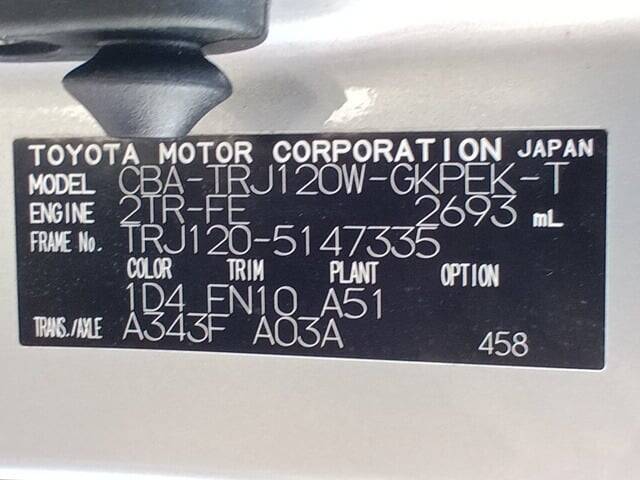 TOYOTA MOTOR CORPORATION JAPAN
MODEL CBA-TRJ120W-GKPEK-T
ENGINE 2TR-FE 2693 mL
FRAME No. TRJ120-5147335
COLOR TRIM PLANT OPTION
1D4 FN10 A51
TRANS./AXLE A343F A03A
458